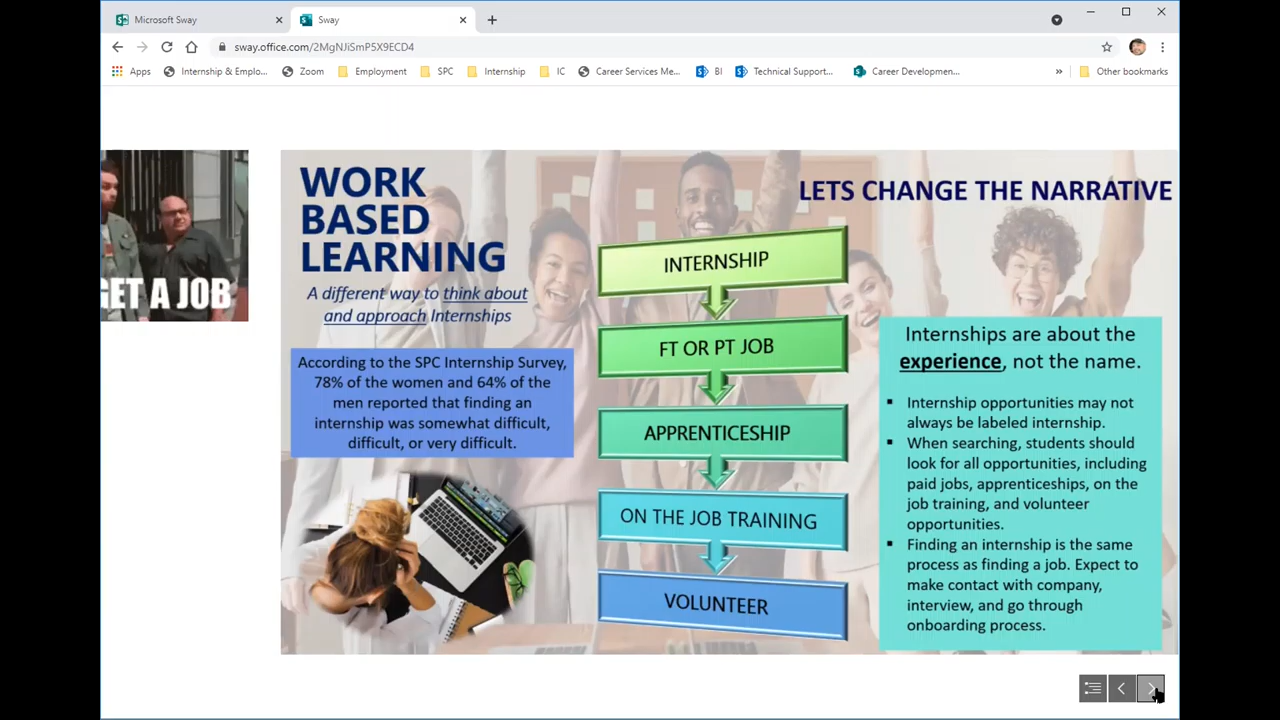 Microsoft Sway
Sway
sway.office.com/2MgNJiSmP5X9ECD4
Apps
Internship & Emplo...
Zoom
Employment
SPC
Internship
IC
Career Services Me...
BI
Technical Support...
Career Developmen...
»
Other bookmarks
GET A JOB
WORK
BASED
LEARNING
A different way to think about
and approach Internships
According to the SPC Internship Survey,
78% of the women and 64% of the
men reported that finding an
internship was somewhat difficult,
difficult, or very difficult.
LETS CHANGE THE NARRATIVE
INTERNSHIP
FT OR PT JOB
APPRENTICESHIP
ON THE JOB TRAINING
VOLUNTEER
Internships are about the
experience, not the name.
▪ Internship opportunities may not
always be labeled internship.
▪ When searching, students should
look for all opportunities, including
paid jobs, apprenticeships, on the
job training, and volunteer
opportunities.
▪ Finding an internship is the same
process as finding a job. Expect to
make contact with company,
interview, and go through
onboarding process.